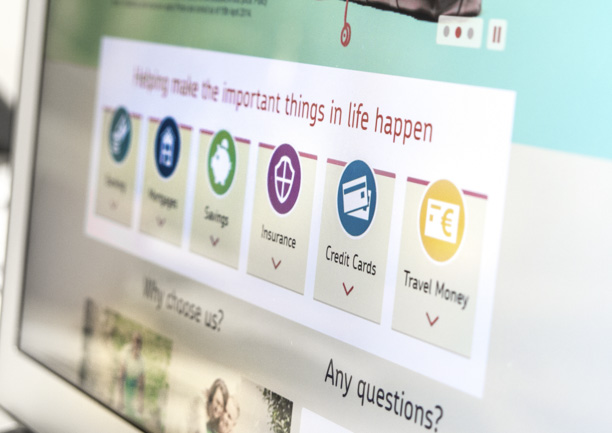 Helping make the important things in life happen
Mortgages
Savings
Insurance
Credit Cards
Travel Money
Why choose us?
Any questions?